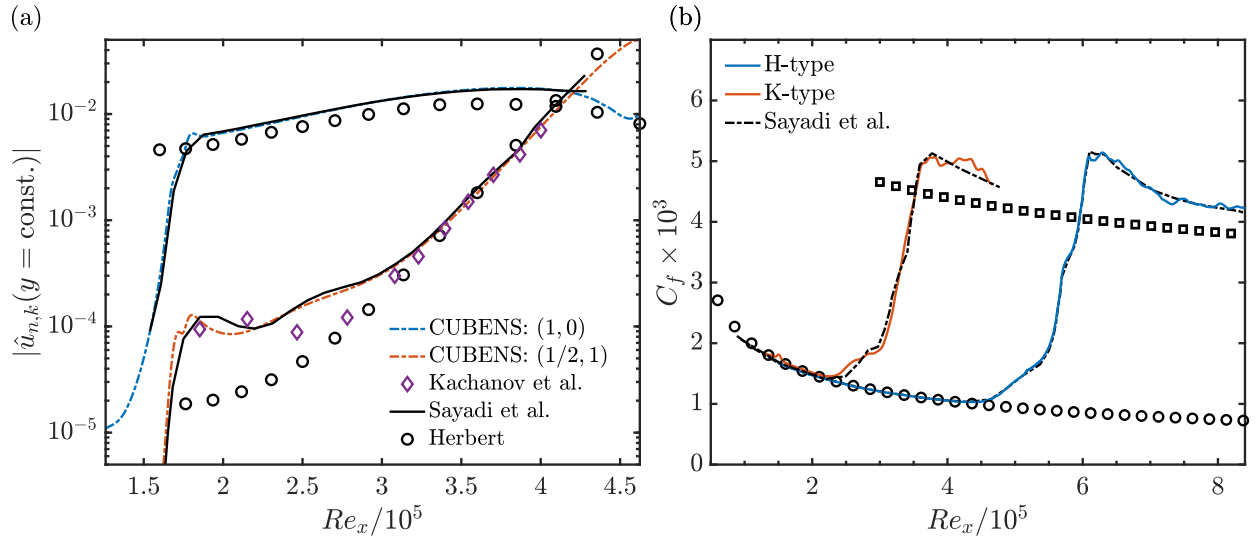 (a)
|û_{n,k}(y = const.)|
10^{-2}
10^{-3}
10^{-4}
10^{-5}
CUBENS: (1, 0)
CUBENS: (1/2, 1)
Kachanov et al.
Sayadi et al.
Herbert
1.5 2 2.5 3 3.5 4 4.5
Re_x/10^5
(b)
C_f × 10^3
H-type
K-type
Sayadi et al.
6
5
4
3
2
1
0
2 4 6 8
Re_x/10^5